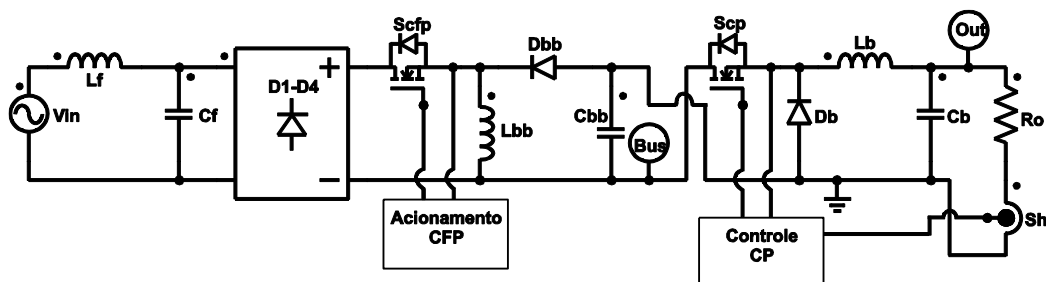 Scfp
Scp
Out
Lf
D1-D4
Dbb
Lb
Vin
Cf
Lbb
Cbb
Bus
Db
Cb
Ro
Acionamento
CFP
Controle
CP
Sh